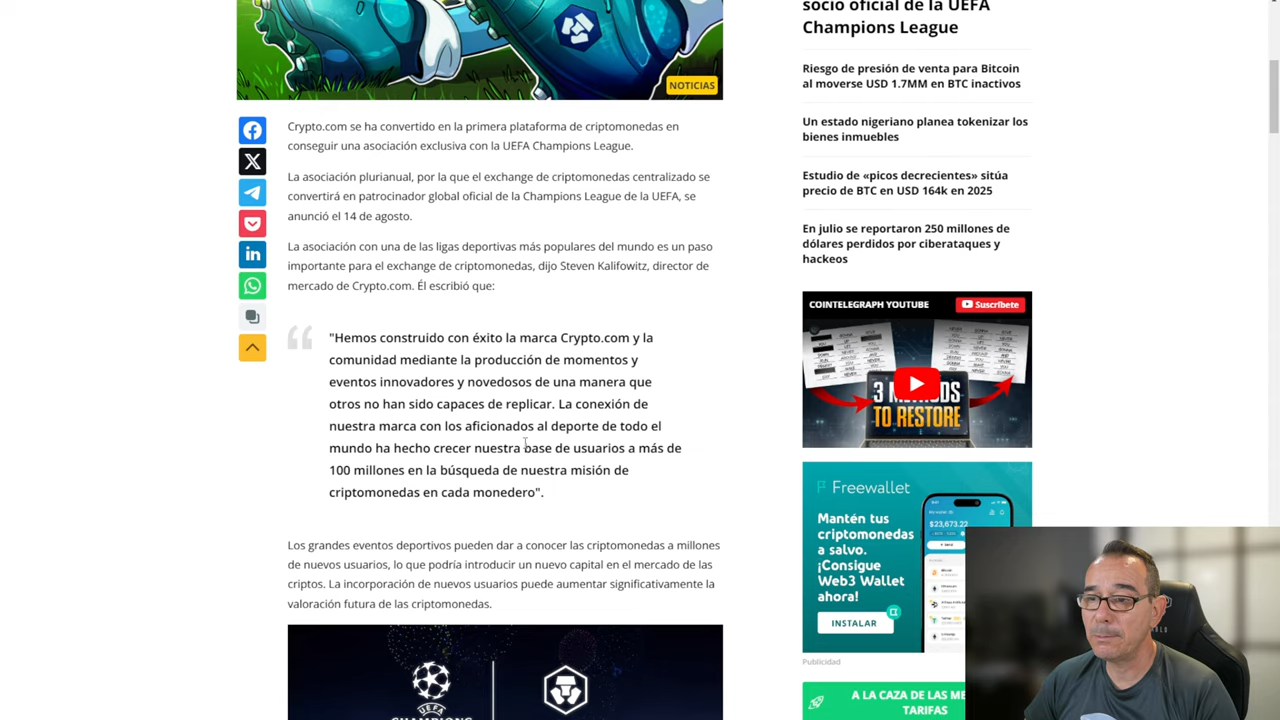 socio oficial de la UEFA
Champions League
NOTICIAS
Riesgo de presión de venta para Bitcoin
al moverse USD 1.7MM en BTC inactivos
Un estado nigeriano planea tokenizar los
bienes inmuebles
Estudio de «picos decrecientes» sitúa
precio de BTC en USD 164k en 2025
En julio se reportaron 250 millones de
dólares perdidos por ciberataques y
hackeos
Crypto.com se ha convertido en la primera plataforma de criptomonedas en
conseguir una asociación exclusiva con la UEFA Champions League.
La asociación plurianual, por la que el exchange de criptomonedas centralizado se
convertirá en patrocinador global oficial de la Champions League de la UEFA, se
anunció el 14 de agosto.
La asociación con una de las ligas deportivas más populares del mundo es un paso
importante para el exchange de criptomonedas, dijo Steven Kalifowitz, director de
mercado de Crypto.com. Él escribió que:
"Hemos construido con éxito la marca Crypto.com y la
comunidad mediante la producción de momentos y
eventos innovadores y novedosos de una manera que
otros no han sido capaces de replicar. La conexión de
nuestra marca con los aficionados al deporte de todo el
mundo ha hecho crecer nuestra base de usuarios a más de
100 millones en la búsqueda de nuestra misión de
criptomonedas en cada monedero".
Los grandes eventos deportivos pueden dar a conocer las criptomonedas a millones
de nuevos usuarios, lo que podría introducir un nuevo capital en el mercado de las
criptos. La incorporación de nuevos usuarios puede aumentar significativamente la
valoración futura de las criptomonedas.
UEFA
CHAMPIONS
COINTELEGRAPH YOUTUBE
Suscríbete
3 METHODS
TO RESTORE
Freewallet
Mantén tus
criptomonedas
a salvo.
¡Consigue
Web3 Wallet
ahora!
INSTALAR
$23,673.22
Publicidad
A LA CAZA DE LAS ME
TARIFAS